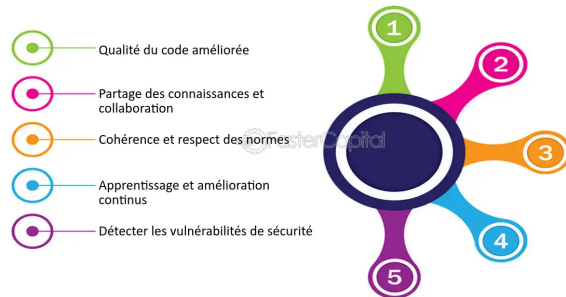 Qualité du code améliorée
Partage des connaissances et
collaboration
Cohérence et respect des normes
Apprentissage et amélioration
continus
Détecter les vulnérabilités de sécurité
1
2
3
4
5
FasterCapital